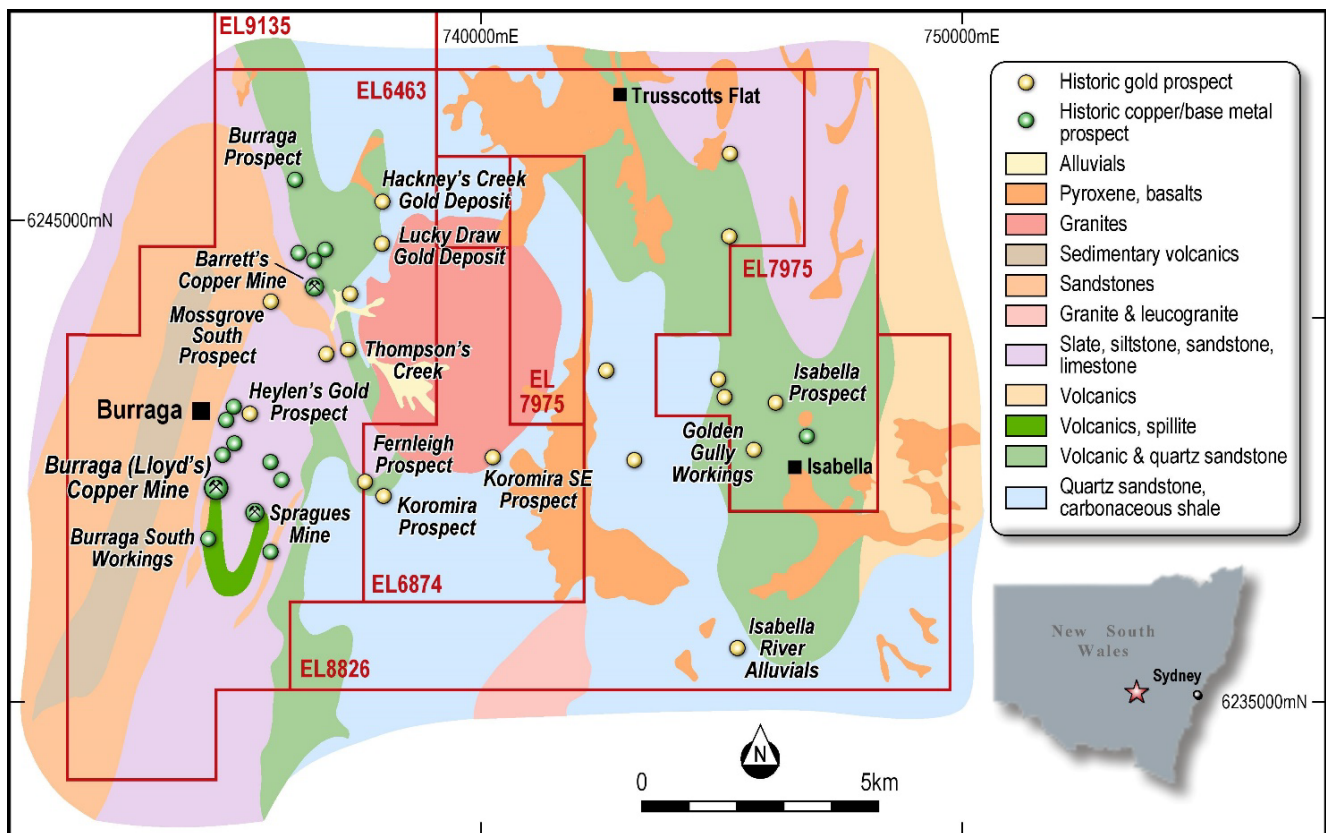 EL9135
740000mE
750000mE
EL6463
Trusscotts Flat
Burraga
Prospect
Hackney's Creek
Gold Deposit
6245000mN
Lucky Draw
Gold Deposit
Barrett's
Copper Mine
EL7975
Mossgrove
South
Prospect
Thompson's
Creek
EL
7975
Isabella
Prospect
Heylen's Gold
Prospect
Burraga
Golden
Gully
Workings
Fernleigh
Prospect
Burraga (Lloyd's)
Copper Mine
Koromira SE
Prospect
Isabella
Koromira
Prospect
Spragues
Mine
Burraga South
Workings
EL6874
Isabella
River
Alluvials
EL8826
Historic gold prospect
Historic copper/base metal
prospect
Alluvials
Pyroxene, basalts
Granites
Sedimentary volcanics
Sandstones
Granite & leucogranite
Slate, siltstone, sandstone,
limestone
Volcanics
Volcanics, spillite
Volcanic & quartz sandstone
Quartz sandstone,
carbonaceous shale
New South
Wales
Sydney
6235000mN
N
0 5km